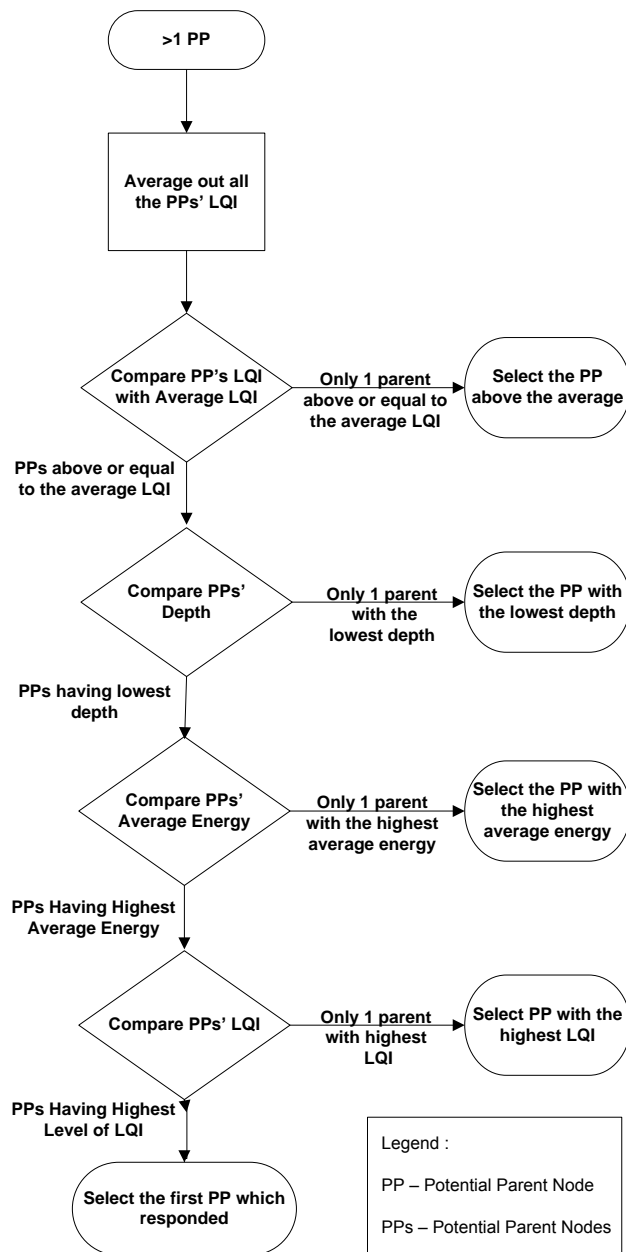 >1 PP
Average out all
the PPs' LQI
Compare PP's LQI
with Average LQI
Only 1 parent
above or equal to
the average LQI
Select the PP
above the average
PPs above or equal
to the average LQI
Compare PPs'
Depth
Only 1 parent
with the
lowest depth
Select the PP with
the lowest depth
PPs having lowest
depth
Compare PPs'
Average Energy
Only 1 parent
with the highest
average energy
Select the PP with
the highest
average energy
PPs Having Highest
Average Energy
Compare PPs' LQI
Only 1 parent
with highest
LQI
Select PP with the
highest LQI
PPs Having Highest
Level of LQI
Select the first PP which
responded
Legend :
PP – Potential Parent Node
PPs – Potential Parent Nodes